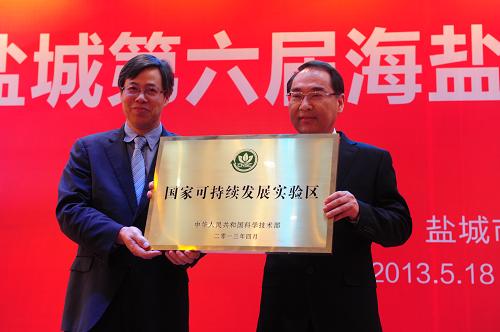 盐城第六届海盐
国家可持续发展实验区
中华人民共和国科学技术部
二〇一三年四月
盐城市
2013.5.18